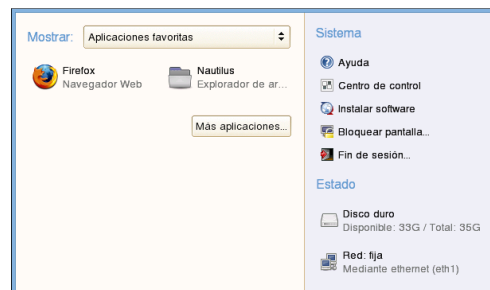 Mostrar: Aplicaciones favoritas
Firefox
Navegador Web
Nautilus
Explorador de ar...
Más aplicaciones...
Sistema
Ayuda
Centro de control
Instalar software
Bloquear pantalla...
Fin de sesión...
Estado
Disco duro
Disponible: 33G / Total: 35G
Red: fija
Mediante ethernet (eth1)